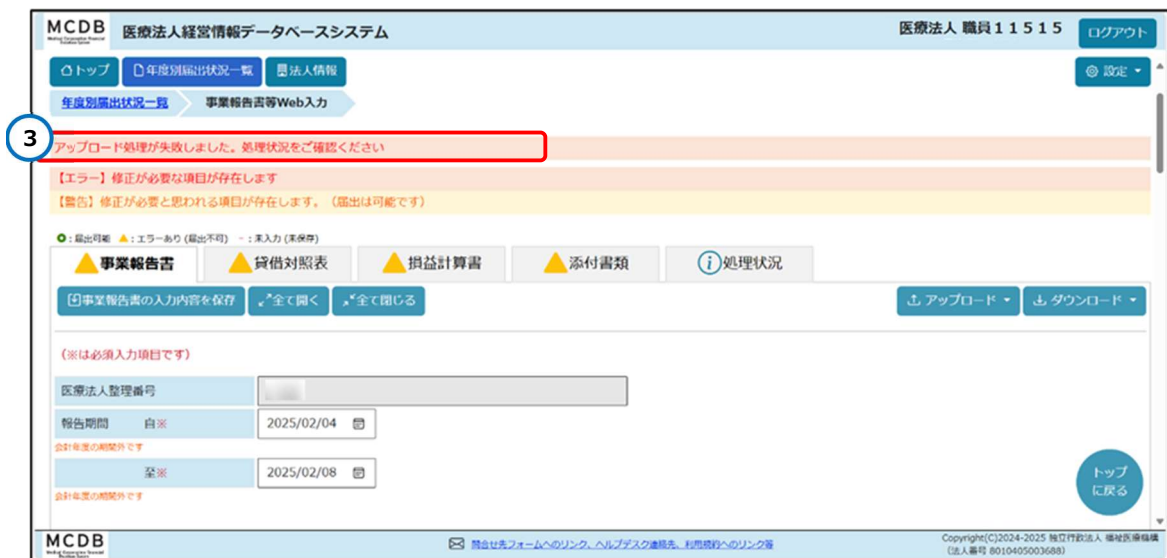 MCDB 医療法人経営情報データベースシステム 医療法人 職員11515 ログアウト
トップ 年度別届出状況一覧 法人情報 設定
年度別届出状況一覧 事業報告書等Web入力
3
アップロード処理が失敗しました。処理状況をご確認ください
【エラー】修正が必要な項目が存在します
【警告】修正が必要と思われる項目が存在します。（届出は可能です）
：届出可能 ：エラーあり (届出不可) －：未入力 (未保存)
事業報告書 貸借対照表 損益計算書 添付書類 i 処理状況
事業報告書の入力内容を保存 全て開く 全て閉じる アップロード ダウンロード
（※は必須入力項目です）
医療法人整理番号
報告期間 自※ 2025/02/04
会計年度の期間外です
至※ 2025/02/08
会計年度の期間外です
トップ
に戻る
MCDB 問合せ先フォームへのリンク、ヘルプデスク連絡先、利用規約へのリンク等 Copyright(C)2024-2025 独立行政法人 福祉医療機構
(法人番号 8010405003688)